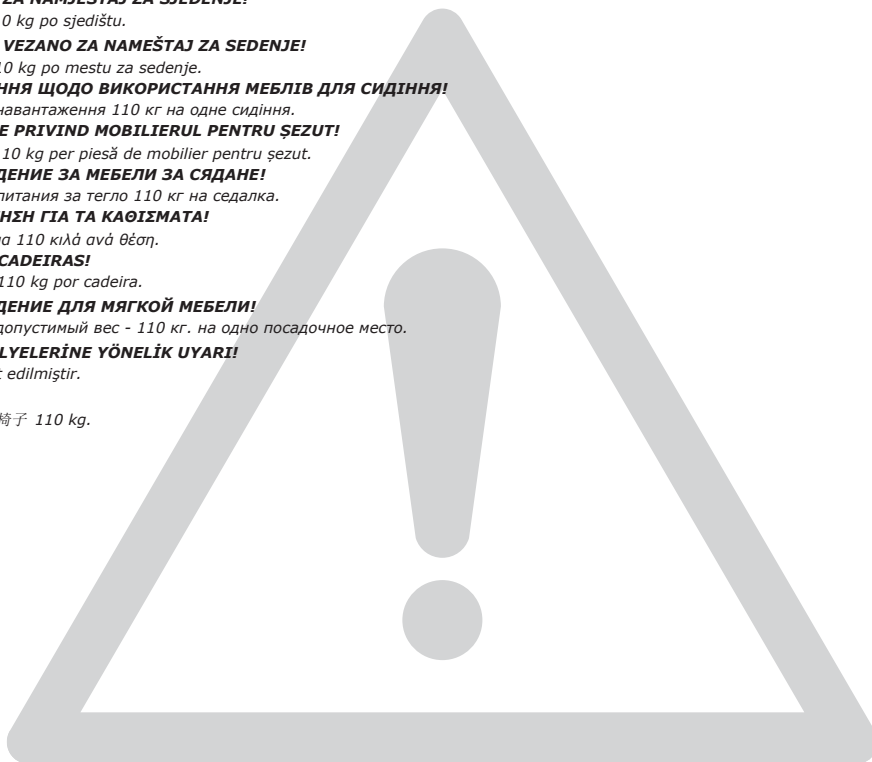 ZA NAMJEŠTAJ ZA SJEDENJE!
0 kg po sjedištu.
VEZANO ZA NAMEŠTAJ ZA SEDENJE!
10 kg po mestu za sedenje.
ННЯ ЩОДО ВИКОРИСТАННЯ МЕБЛІВ ДЛЯ СИДІННЯ!
навантаження 110 кг на одне сидіння.
E PRIVIND MOBILIERUL PENTRU ȘEZUT!
10 kg per piesă de mobilier pentru șezut.
ДЕНИЕ ЗА МЕБЕЛИ ЗА СЯДАНЕ!
питания за тегло 110 кг на седалка.
ΗΣΗ ΓΙΑ ΤΑ ΚΑΘΙΣΜΑΤΑ!
110 κιλά ανά θέση.
CADEIRAS!
110 kg por cadeira.
ДЕНИЕ ДЛЯ МЯГКОЙ МЕБЕЛИ!
допустимый вес - 110 кг. на одно посадочное место.
LYELERİNE YÖNELİK UYARI!
edilmiştir.
椅子 110 kg.